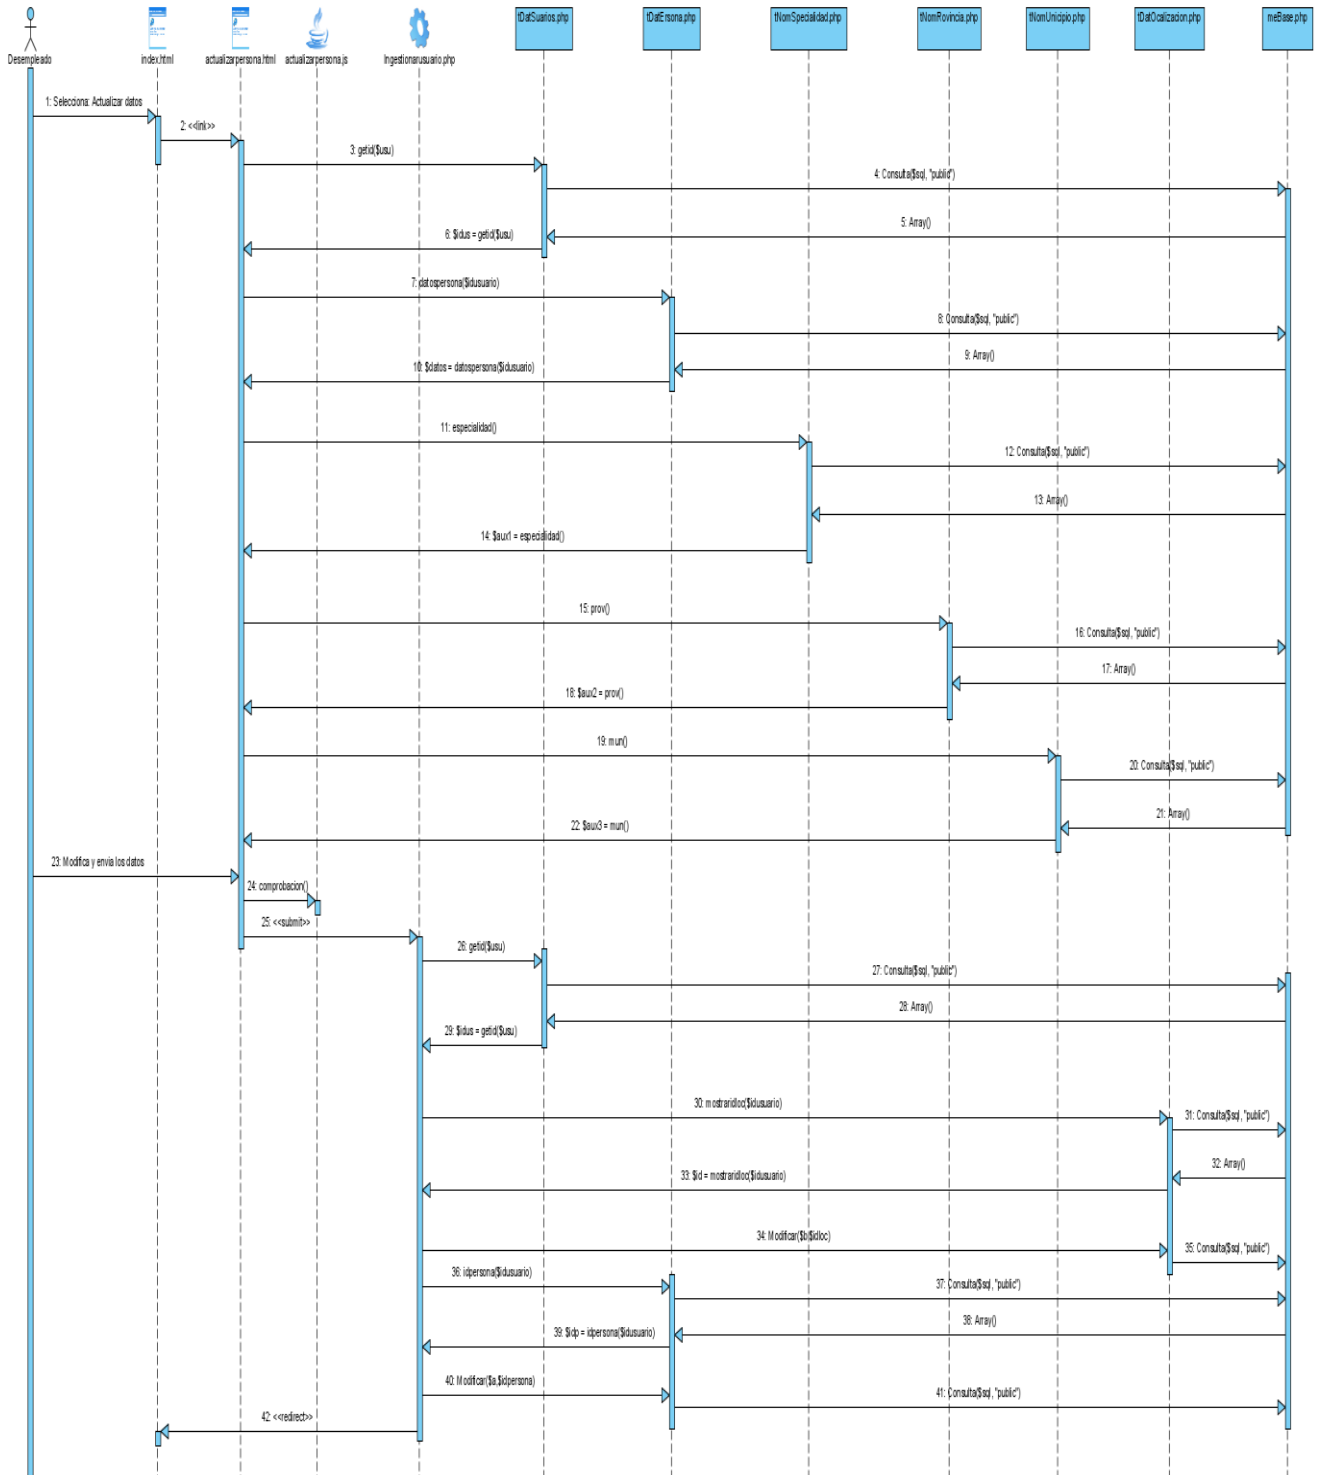 tDatSuarios.php
tDatErsona.php
tNomSpecialidad.php
tNomRovincia.php
tNomUnicipio.php
tDatOcalizacion.php
meBase.php
Desempleado
index.html
actualizarpersona.html
actualizarpersona.js
Ingestionarusuario.php
1: Selecciona: Actualizar datos
2: <<link>>
3: getid($usu)
4: Consulta($sql, "public")
5: Array()
6: $idus = getid($usu)
7: datospersona($idusuario)
8: Consulta($sql, "public")
9: Array()
10: $datos = datospersona($idusuario)
11: especialidad()
12: Consulta($sql, "public")
13: Array()
14: $aux1 = especialidad()
15: prov()
16: Consulta($sql, "public")
17: Array()
18: $aux2 = prov()
19: mun()
20: Consulta($sql, "public")
21: Array()
22: $aux3 = mun()
23: Modifica y envia los datos
24: comprobacion()
25: <<submit>>
26: getid($usu)
27: Consulta($sql, "public")
28: Array()
29: $idus = getid($usu)
30: mostraridloc($idusuario)
31: Consulta($sql, "public")
32: Array()
33: $id = mostraridloc($idusuario)
34: Modificar($b$idloc)
35: Consulta($sql, "public")
36: idpersona($idusuario)
37: Consulta($sql, "public")
38: Array()
39: $idp = idpersona($idusuario)
40: Modificar($a,$idpersona)
41: Consulta($sql, "public")
42: <<redirect>>